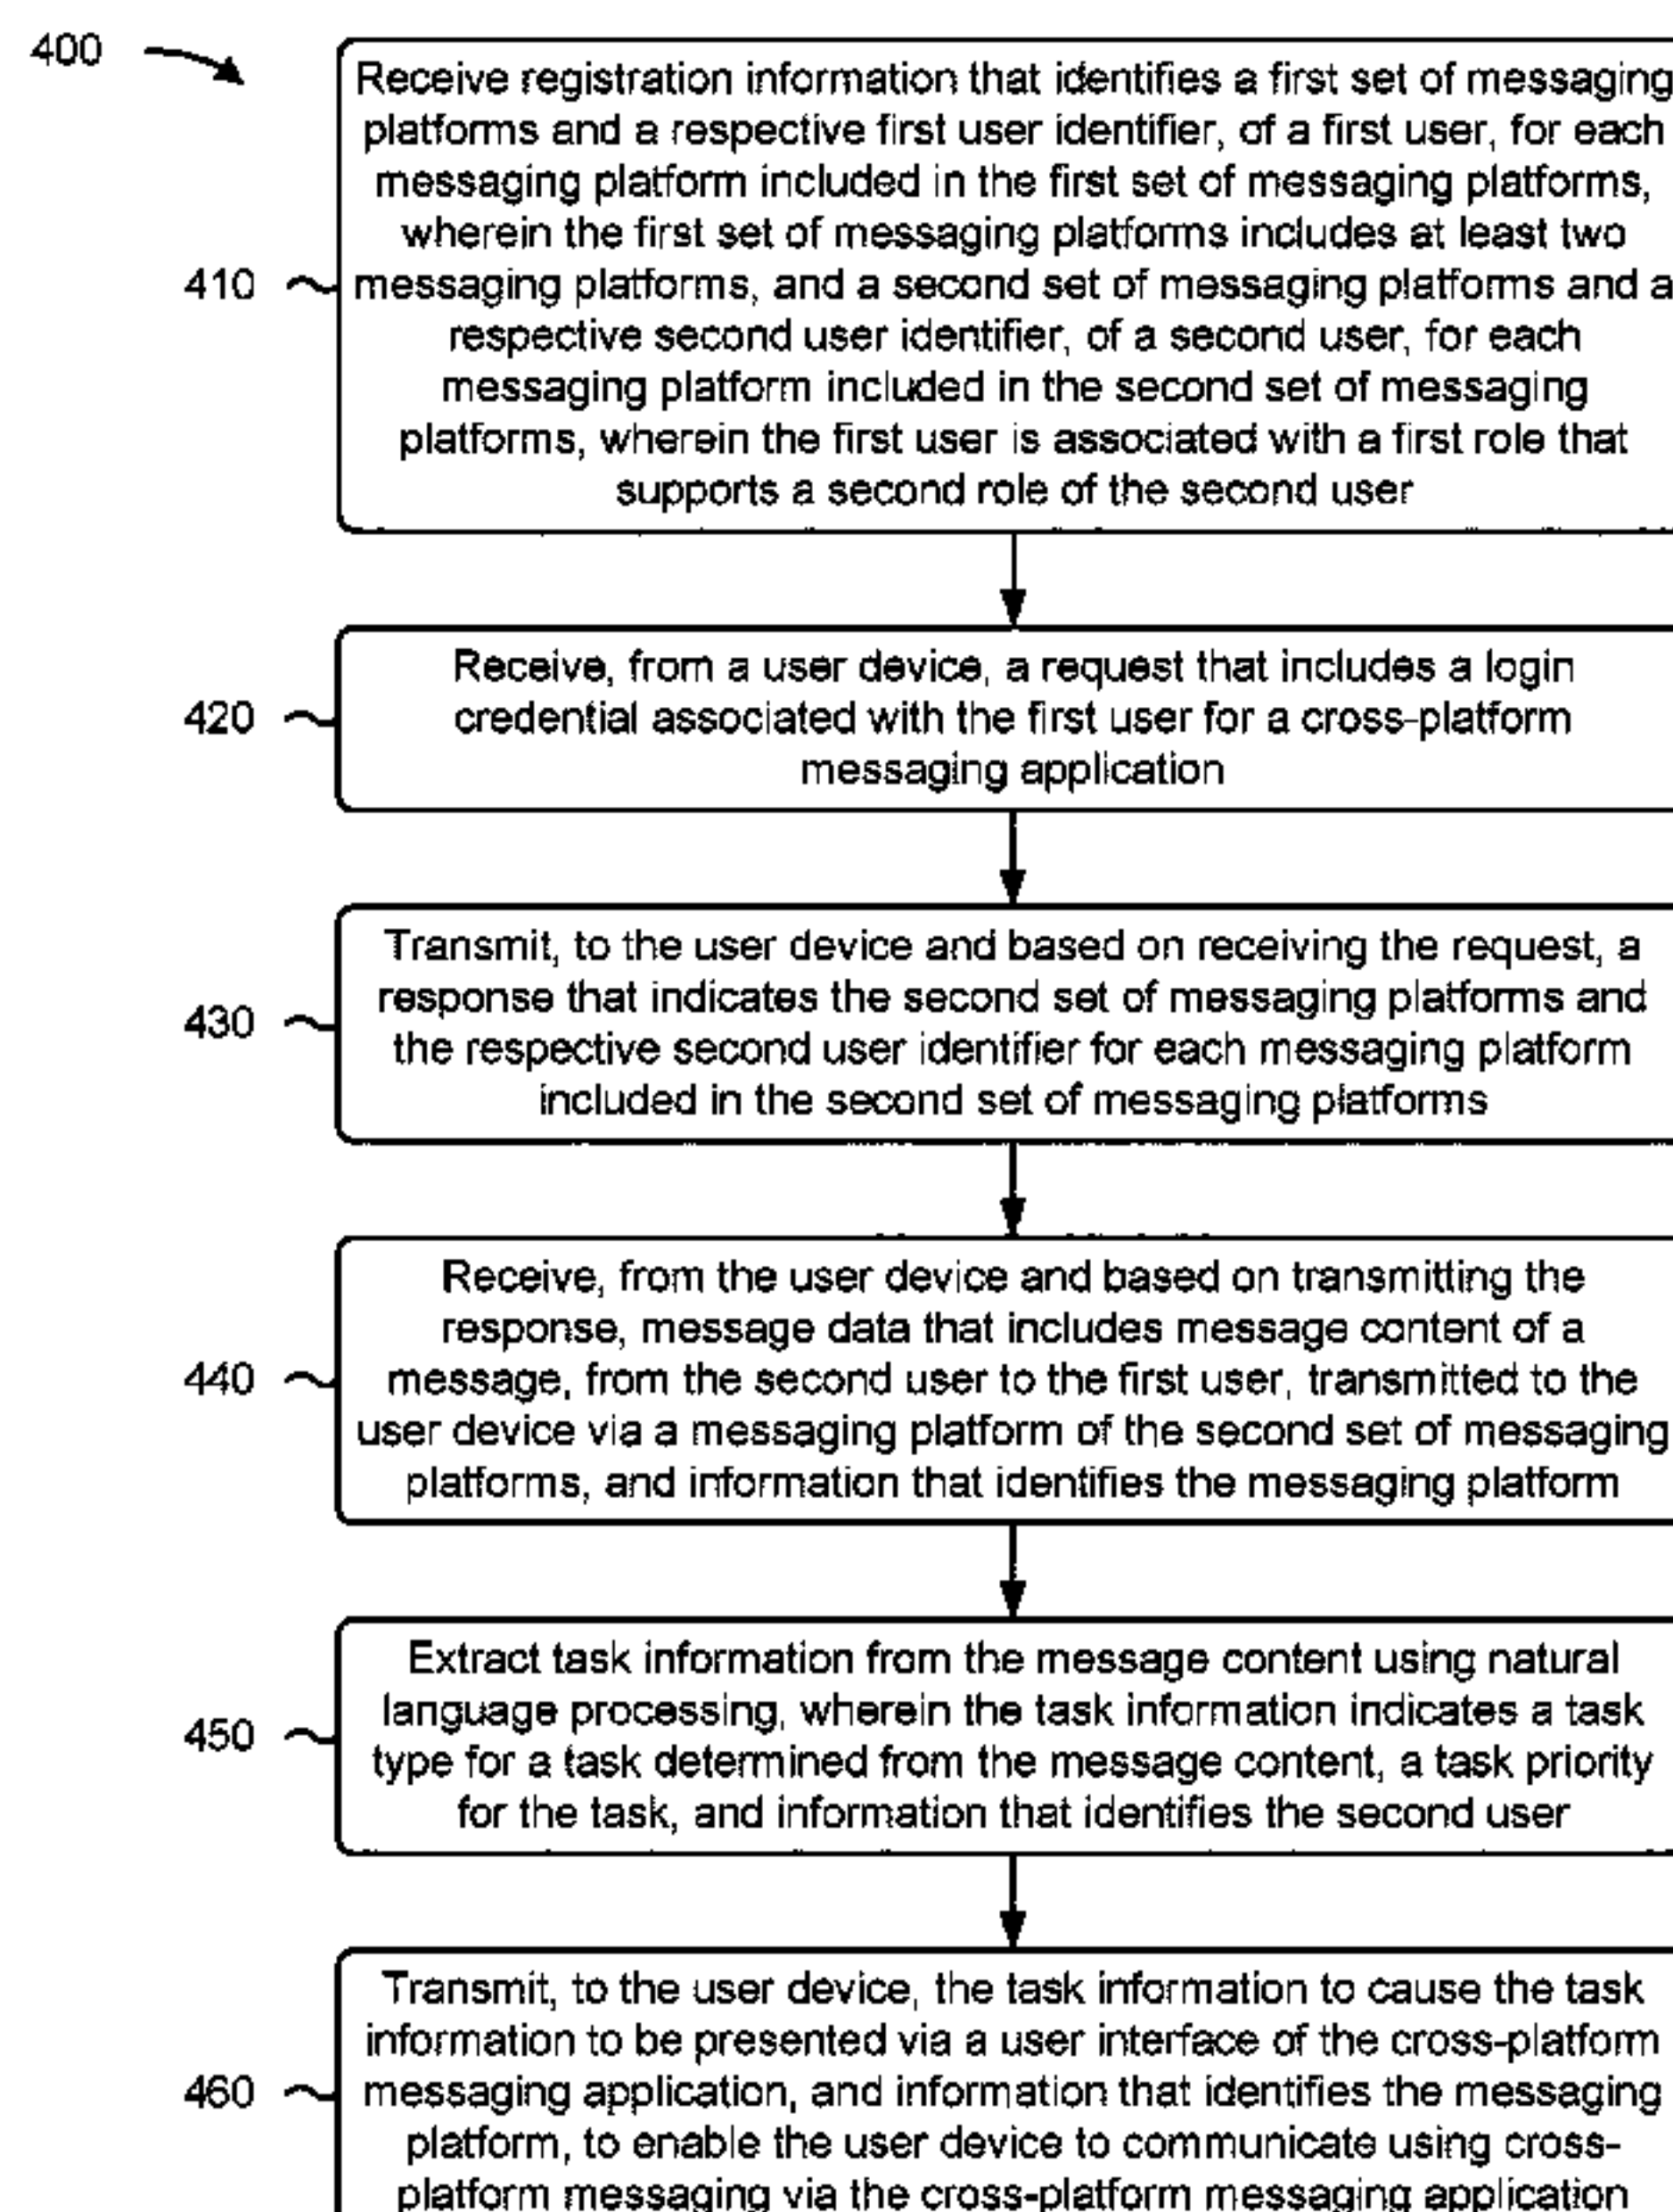 400
Receive registration information that identifies a first set of messaging
platforms and a respective first user identifier, of a first user, for each
messaging platform included in the first set of messaging platforms,
wherein the first set of messaging platforms includes at least two
410
messaging platforms, and a second set of messaging platforms and a
respective second user identifier, of a second user, for each
messaging platform included in the second set of messaging
platforms, wherein the first user is associated with a first role that
supports a second role of the second user
Receive, from a user device, a request that includes a login
420
credential associated with the first user for a cross-platform
messaging application
Transmit, to the user device and based on receiving the request, a
response that indicates the second set of messaging platforms and
430
the respective second user identifier for each messaging platform
included in the second set of messaging platforms
Receive, from the user device and based on transmitting the
response, message data that includes message content of a
440
message, from the second user to the first user, transmitted to the
user device via a messaging platform of the second set of messaging
platforms, and information that identifies the messaging platform
Extract task information from the message content using natural
language processing, wherein the task information indicates a task
450
type for a task determined from the message content, a task priority
for the task, and information that identifies the second user
Transmit, to the user device, the task information to cause the task
information to be presented via a user interface of the cross-platform
460
messaging application, and information that identifies the messaging
platform, to enable the user device to communicate using cross-
platform messaging via the cross-platform messaging application